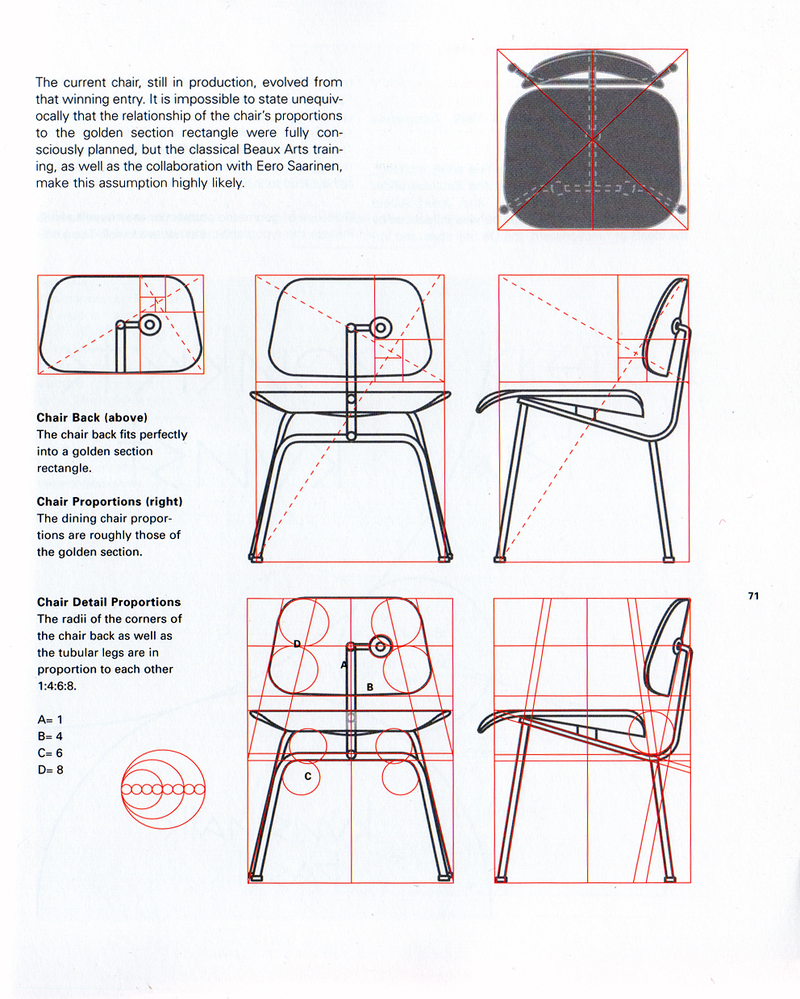 The current chair, still in production, evolved from
that winning entry. It is impossible to state unequiv-
ocally that the relationship of the chair's proportions
to the golden section rectangle were fully con-
sciously planned, but the classical Beaux Arts train-
ing, as well as the collaboration with Eero Saarinen,
make this assumption highly likely.
Chair Back (above)
The chair back fits perfectly
into a golden section
rectangle.
Chair Proportions (right)
The dining chair propor-
tions are roughly those of
the golden section.
Chair Detail Proportions
The radii of the corners of
the chair back as well as
the tubular legs are in
proportion to each other
1:4:6:8.
A= 1
B= 4
C= 6
D= 8
D
A
B
C
71